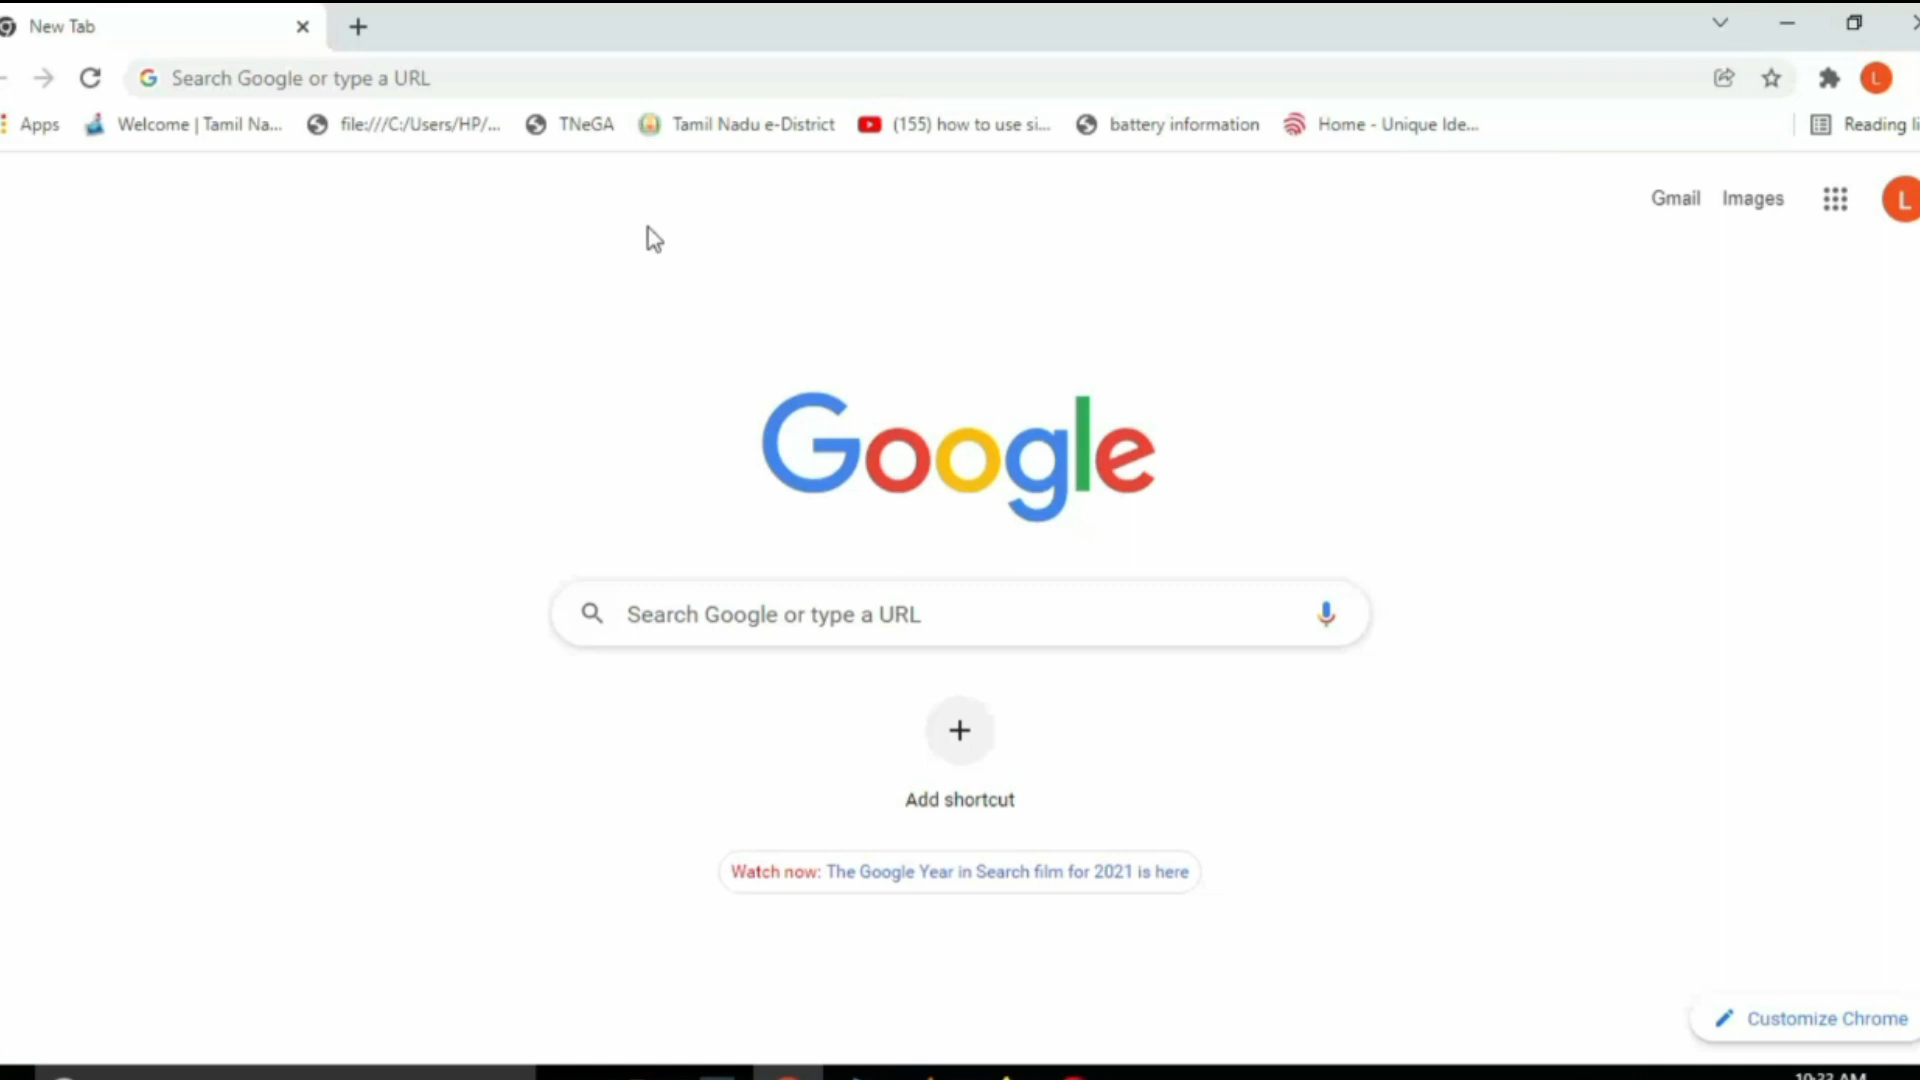 New Tab
Search Google or type a URL
L
Apps
Welcome | Tamil Na...
file:///C:/Users/HP/...
TNeGA
Tamil Nadu e-District
(155) how to use si...
battery information
Home - Unique Ide...
Reading li
Gmail
Images
L
Google
Search Google or type a URL
Add shortcut
Watch now: The Google Year in Search film for 2021 is here
Customize Chrome